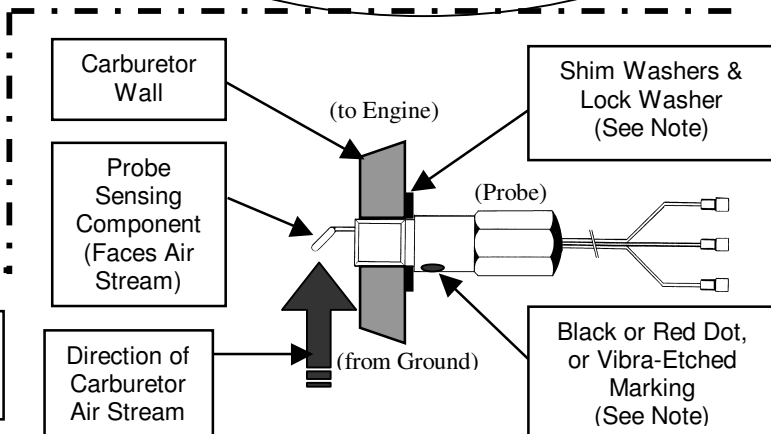 Carburetor
Wall
(to Engine)
Shim Washers &
Lock Washer
(See Note)
Probe
Sensing
Component
(Faces Air
Stream)
(Probe)
Direction of
Carburetor
Air Stream
(from Ground)
Black or Red Dot,
or Vibra-Etched
Marking
(See Note)